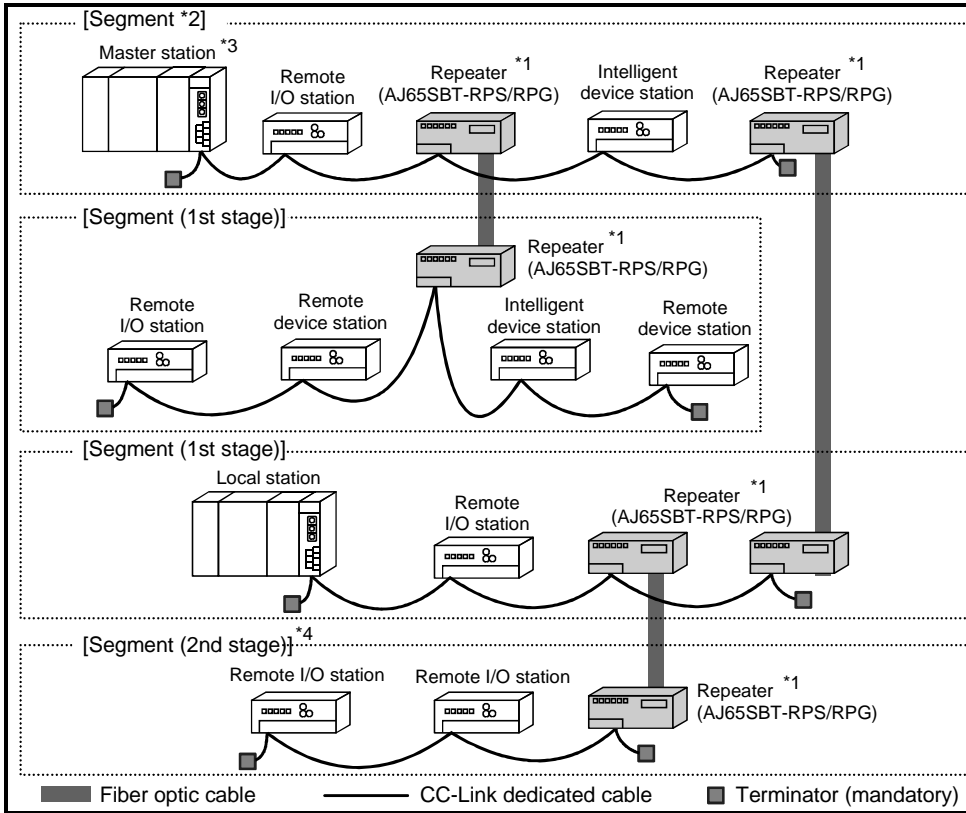 [Segment *2]
Master station *3
Remote
I/O station
Repeater *1
(AJ65SBT-RPS/RPG)
Intelligent
device station
Repeater *1
(AJ65SBT-RPS/RPG)
[Segment (1st stage)]
Repeater *1
(AJ65SBT-RPS/RPG)
Remote
I/O station
Remote
device station
Intelligent
device station
Remote
device station
[Segment (1st stage)]
Local station
Remote
I/O station
Repeater *1
(AJ65SBT-RPS/RPG)
[Segment (2nd stage)] *4
Remote I/O station
Remote I/O station
Repeater *1
(AJ65SBT-RPS/RPG)
Fiber optic cable
CC-Link dedicated cable
Terminator (mandatory)